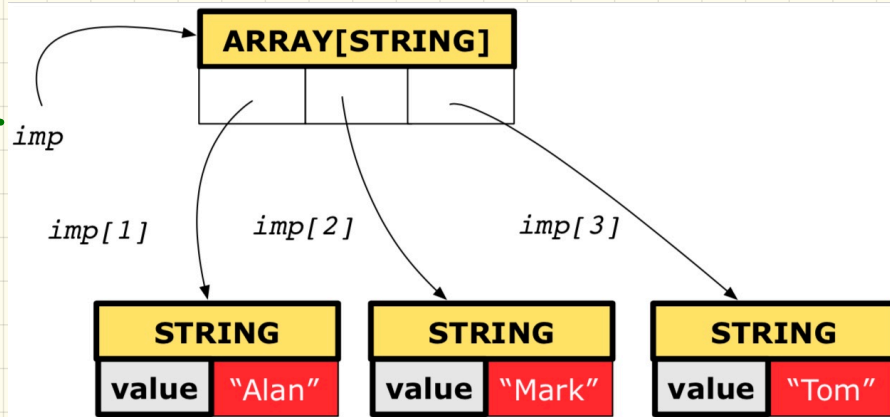 ARRAY[STRING]
imp
imp[1] imp[2] imp[3]
STRING STRING STRING
value “Alan” value “Mark” value “Tom”